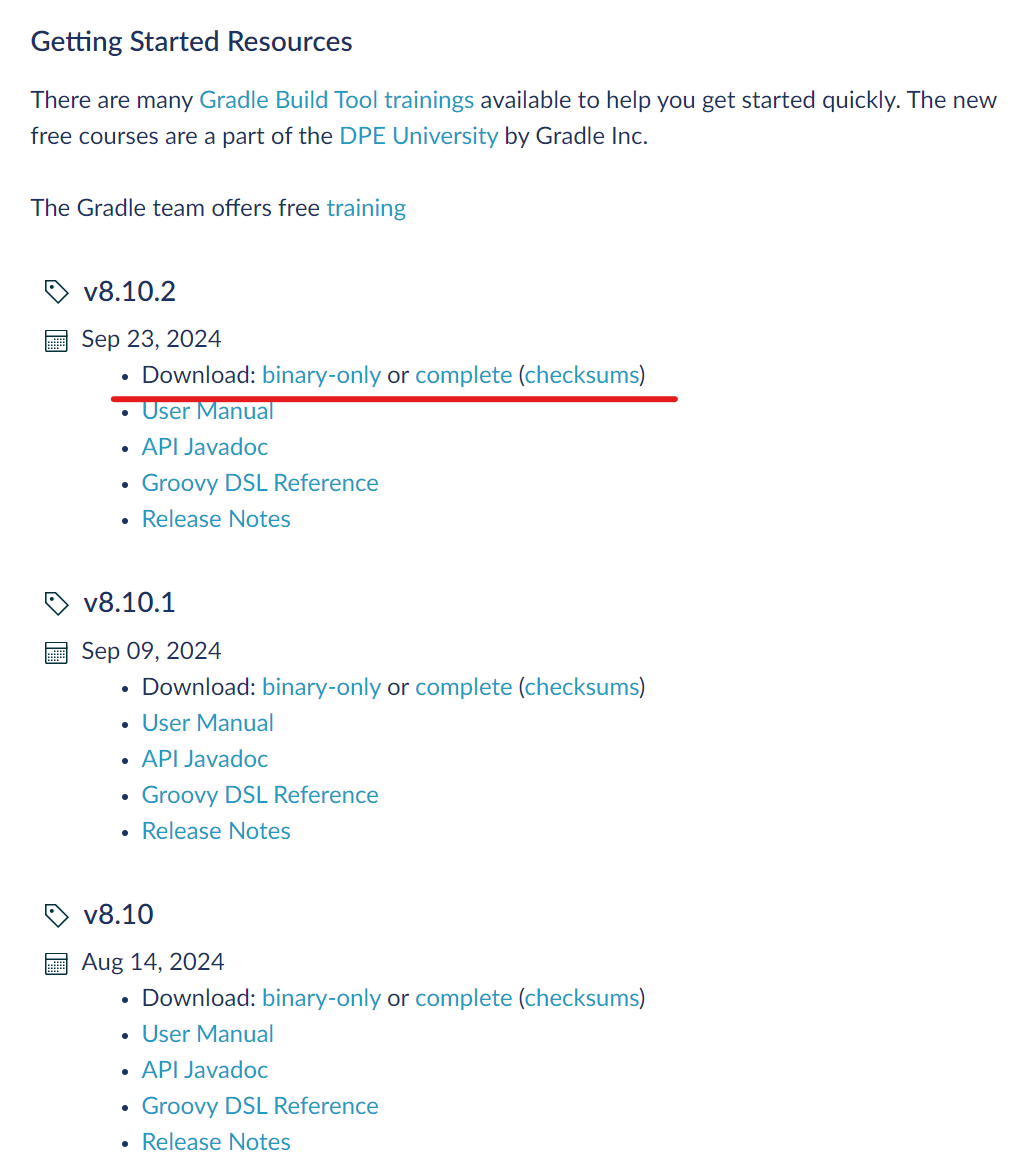 Getting Started Resources
There are many Gradle Build Tool trainings available to help you get started quickly. The new
free courses are a part of the DPE University by Gradle Inc.
The Gradle team offers free training
v8.10.2
Sep 23, 2024
• Download: binary-only or complete (checksums)
• User Manual
• API Javadoc
• Groovy DSL Reference
• Release Notes
v8.10.1
Sep 09, 2024
• Download: binary-only or complete (checksums)
• User Manual
• API Javadoc
• Groovy DSL Reference
• Release Notes
v8.10
Aug 14, 2024
• Download: binary-only or complete (checksums)
• User Manual
• API Javadoc
• Groovy DSL Reference
• Release Notes